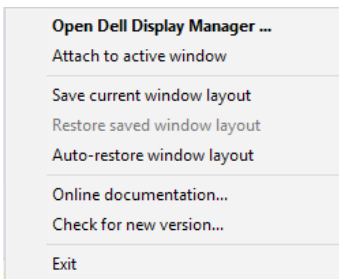 Open Dell Display Manager ...
Attach to active window
Save current window layout
Restore saved window layout
Auto-restore window layout
Online documentation...
Check for new version...
Exit